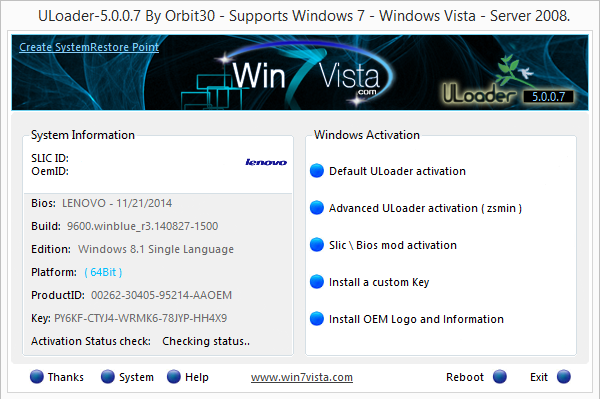 ULoader-5.0.0.7 By Orbit30 - Supports Windows 7 - Windows Vista - Server 2008.
Create SystemRestore Point
Win7Vista
.com
ULoader 5.0.0.7
System Information
SLIC ID:
OemID:
lenovo
Bios: LENOVO - 11/21/2014
Build: 9600.winblue_r3.140827-1500
Edition: Windows 8.1 Single Language
Platform: ( 64Bit )
ProductID: 00262-30405-95214-AAOEM
Key: PY6KF-CTYJ4-WRMK6-78JYP-HH4X9
Activation Status check: Checking status..
Windows Activation
Default ULoader activation
Advanced ULoader activation ( zsmin )
Slic \ Bios mod activation
Install a custom Key
Install OEM Logo and Information
Thanks System Help www.win7vista.com Reboot Exit